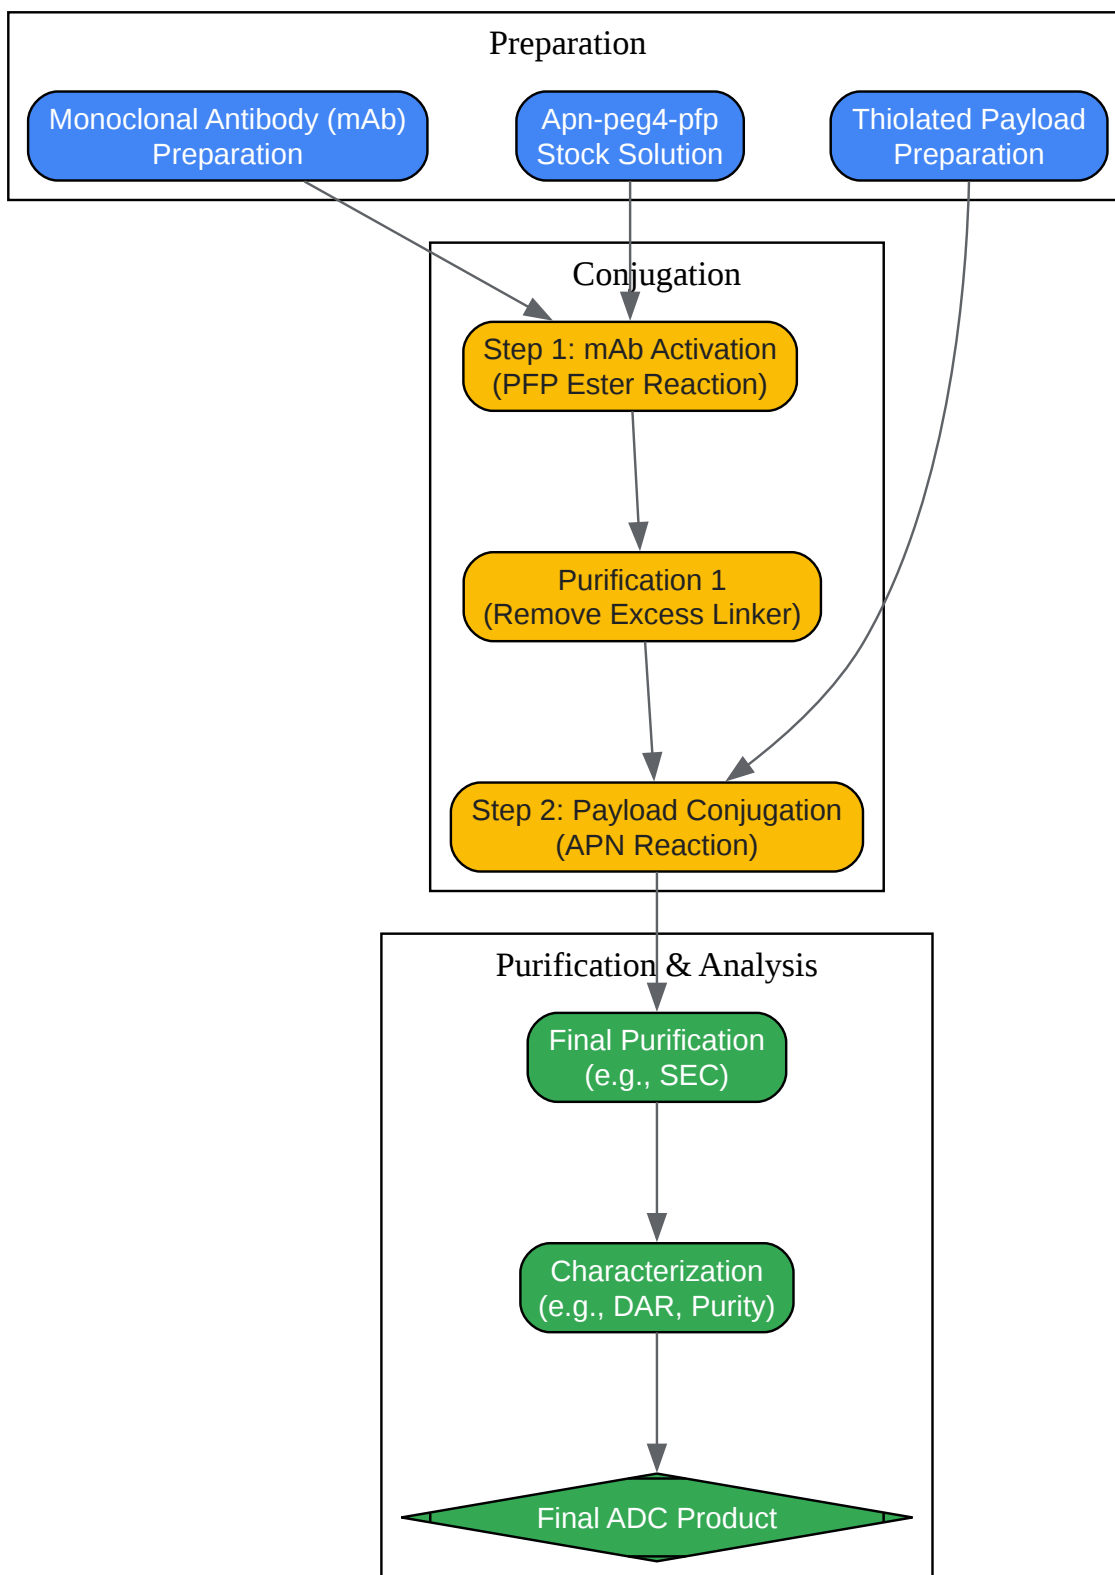 Preparation
Monoclonal Antibody (mAb)
Preparation
Apn-peg4-pfp
Stock Solution
Thiolated Payload
Preparation
Conjugation
Step 1: mAb Activation
(PFP Ester Reaction)
Purification 1
(Remove Excess Linker)
Step 2: Payload Conjugation
(APN Reaction)
Purification & Analysis
Final Purification
(e.g., SEC)
Characterization
(e.g., DAR, Purity)
Final ADC Product